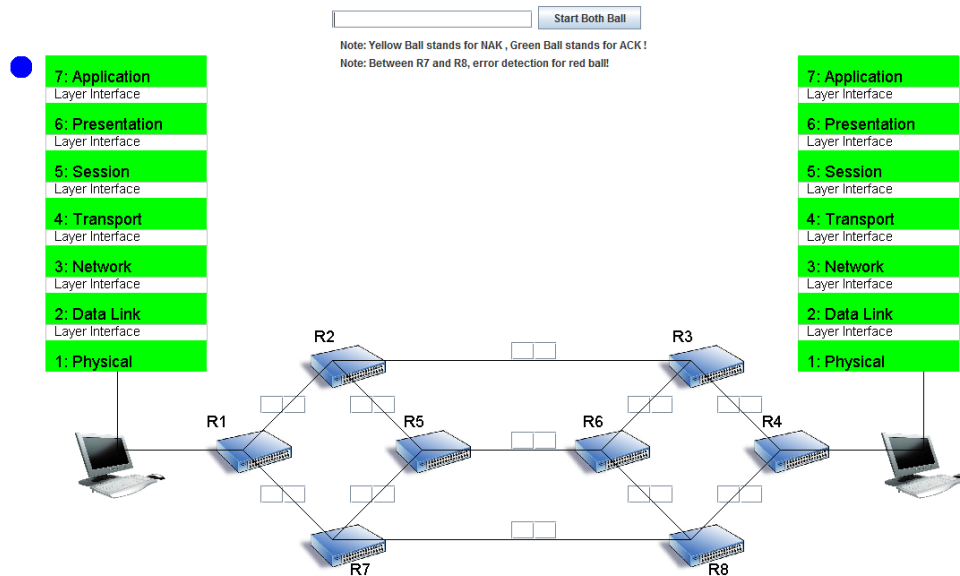 Start Both Ball
Note: Yellow Ball stands for NAK , Green Ball stands for ACK !
Note: Between R7 and R8, error detection for red ball!
7: Application
Layer Interface
6: Presentation
Layer Interface
5: Session
Layer Interface
4: Transport
Layer Interface
3: Network
Layer Interface
2: Data Link
Layer Interface
1: Physical
7: Application
Layer Interface
6: Presentation
Layer Interface
5: Session
Layer Interface
4: Transport
Layer Interface
3: Network
Layer Interface
2: Data Link
Layer Interface
1: Physical
R2
R3
R1
R5
R6
R4
R7
R8